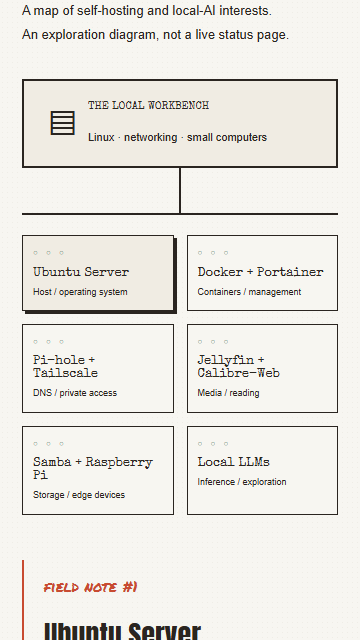 A map of self-hosting and local-AI interests.
An exploration diagram, not a live status page.
THE LOCAL WORKBENCH
Linux · networking · small computers
Ubuntu Server
Host / operating system
Docker + Portainer
Containers / management
Pi-hole +
Tailscale
DNS / private access
Jellyfin +
Calibre-Web
Media / reading
Samba + Raspberry
Pi
Storage / edge devices
Local LLMs
Inference / exploration
FIELD NOTE #1
Ubuntu Server